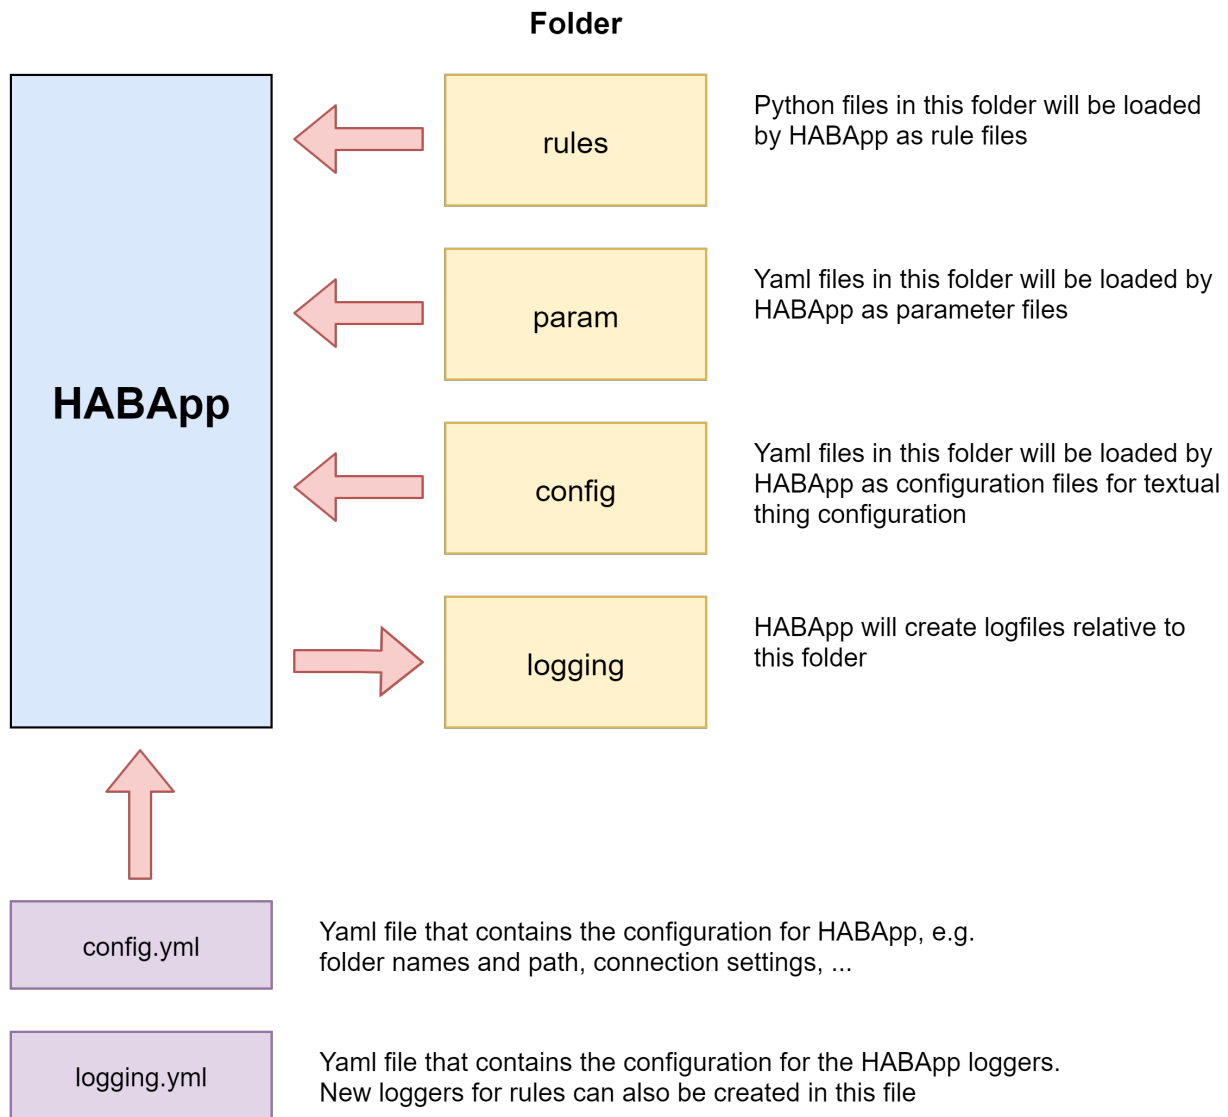 Folder
HABApp
rules
Python files in this folder will be loaded
by HABApp as rule files
param
Yaml files in this folder will be loaded by
HABApp as parameter files
config
Yaml files in this folder will be loaded by
HABApp as configuration files for textual
thing configuration
logging
HABApp will create logfiles relative to
this folder
config.yml
Yaml file that contains the configuration for HABApp, e.g.
folder names and path, connection settings, ...
logging.yml
Yaml file that contains the configuration for the HABApp loggers.
New loggers for rules can also be created in this file